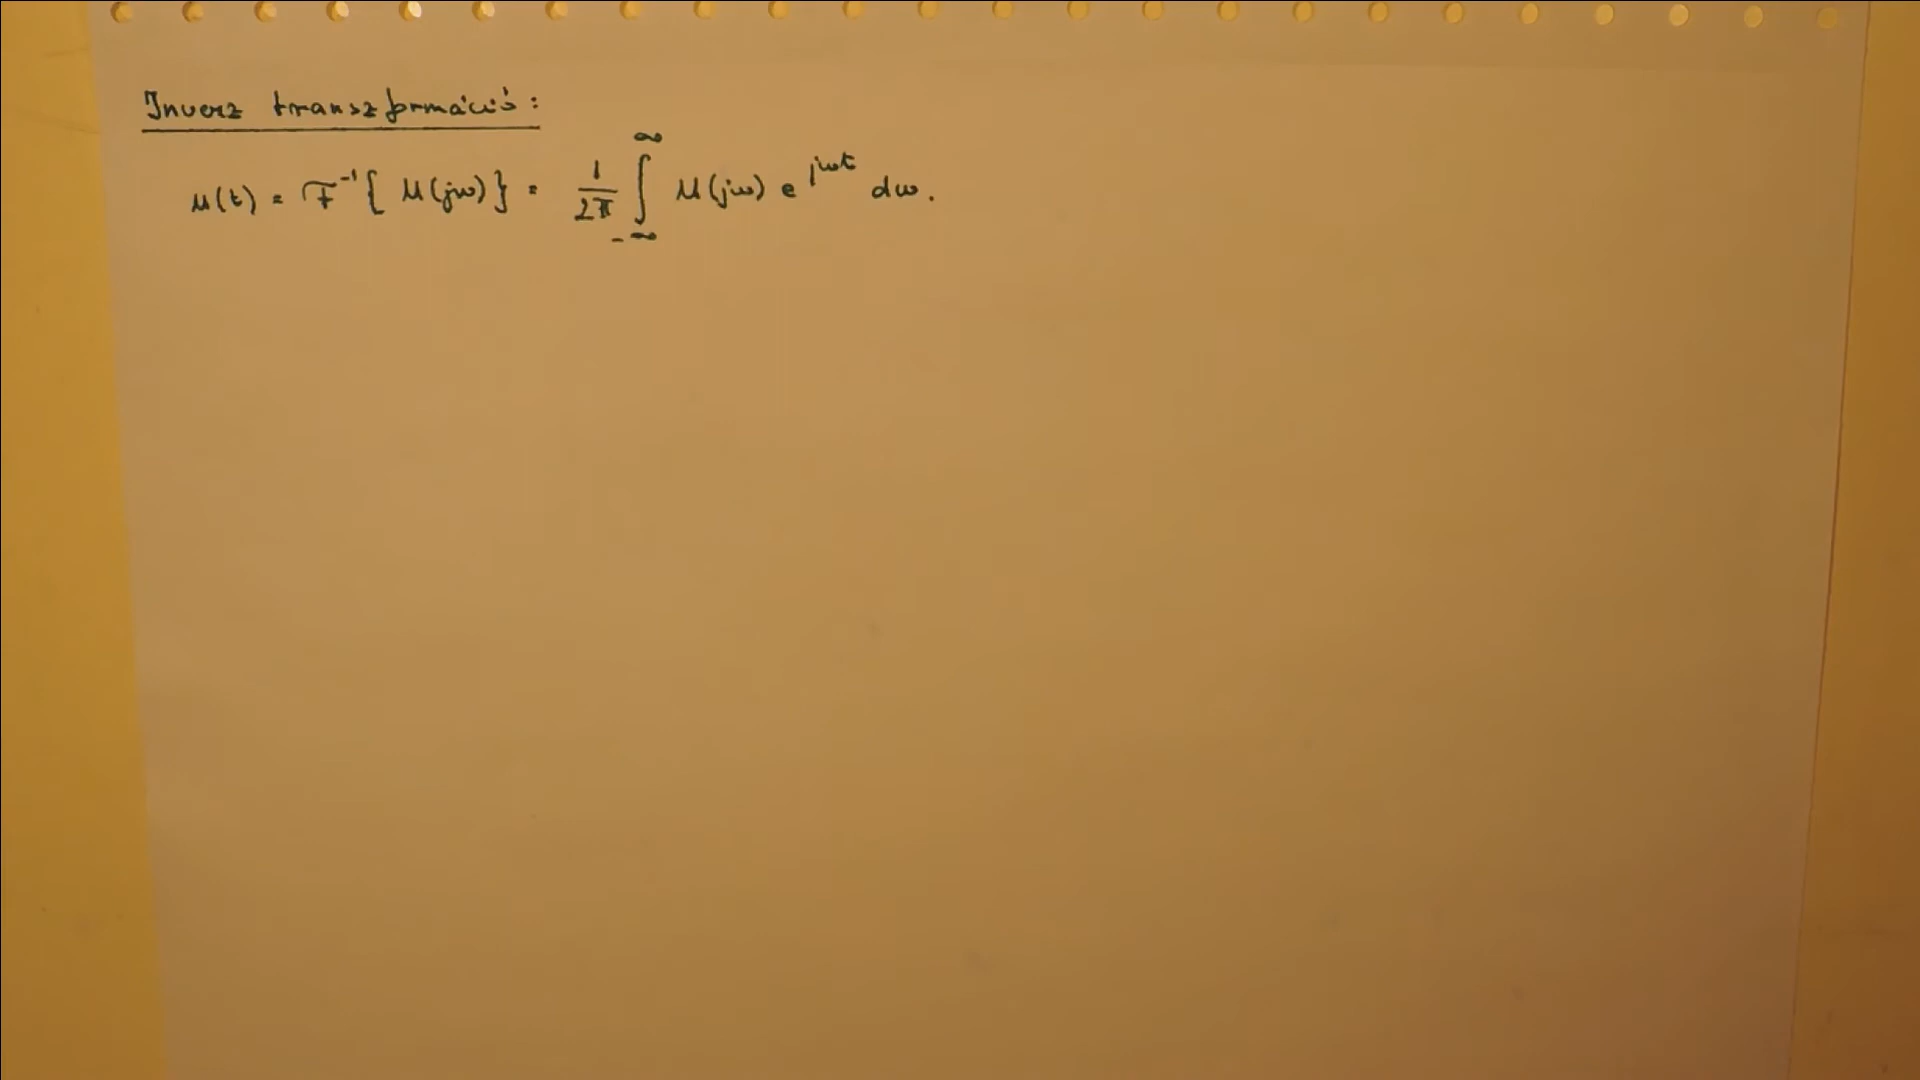 Inverz transzformáció:
u(t) = ℱ⁻¹{ U(jω) } = 1/2π ∫_{-∞}^{∞} U(jω) e^{jωt} dω.